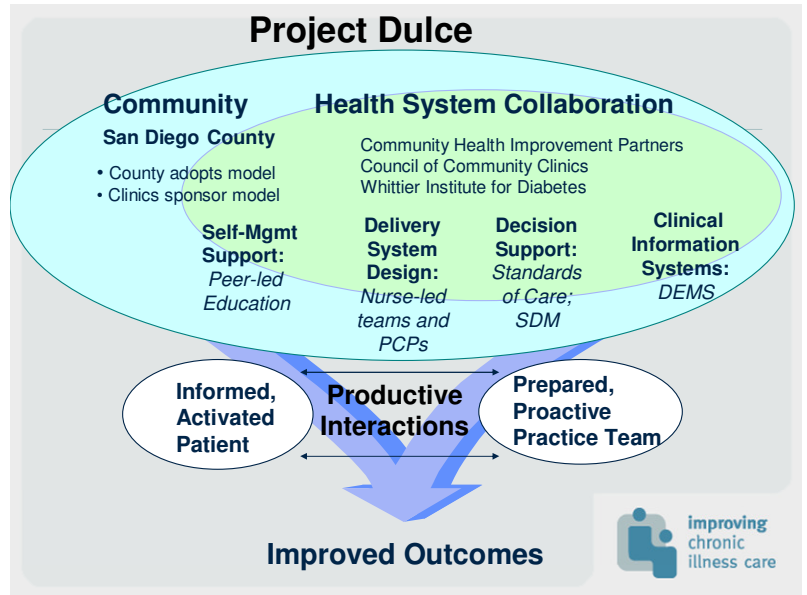 Project Dulce
Community
San Diego County
• County adopts model
• Clinics sponsor model
Health System Collaboration
Community Health Improvement Partners
Council of Community Clinics
Whittier Institute for Diabetes
Self-Mgmt
Support:
Peer-led
Education
Delivery
System
Design:
Nurse-led
teams and
PCPs
Decision
Support:
Standards
of Care;
SDM
Clinical
Information
Systems:
DEMS
Informed,
Activated
Patient
Productive
Interactions
Prepared,
Proactive
Practice Team
Improved Outcomes
improving
chronic
illness care